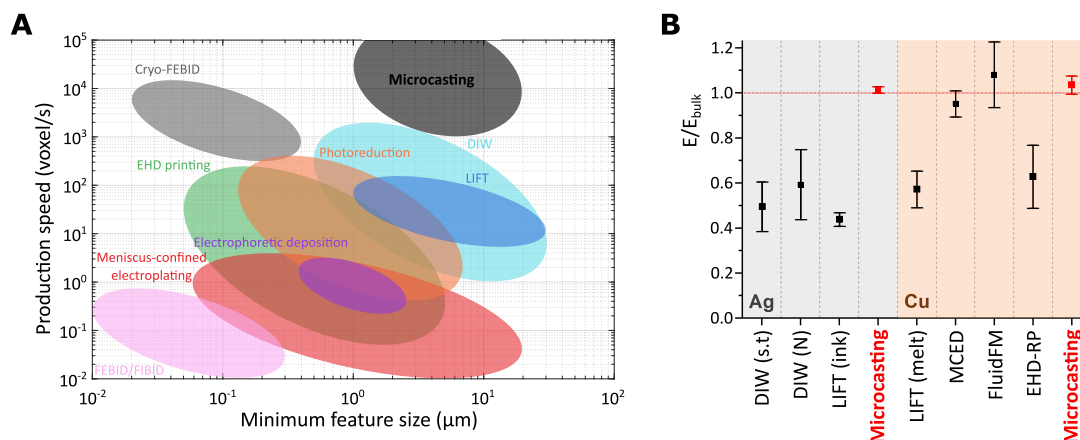 A
Production speed (voxel/s)
10^5
10^4
10^3
10^2
10^1
10^0
10^-1
10^-2
Cryo-FEBID
Microcasting
DIW
Photoreduction
EHD printing
LIFT
Electrophoretic deposition
Meniscus-confined
electroplating
FEBID/FIBID
10^-2
10^-1
10^0
10^1
10^2
Minimum feature size (μm)
B
E/E_bulk
1.2
1.0
0.8
0.6
0.4
0.2
0.0
Ag
Cu
DIW (s.t)
DIW (N)
LIFT (ink)
Microcasting
LIFT (melt)
MCED
FluidFM
EHD-RP
Microcasting